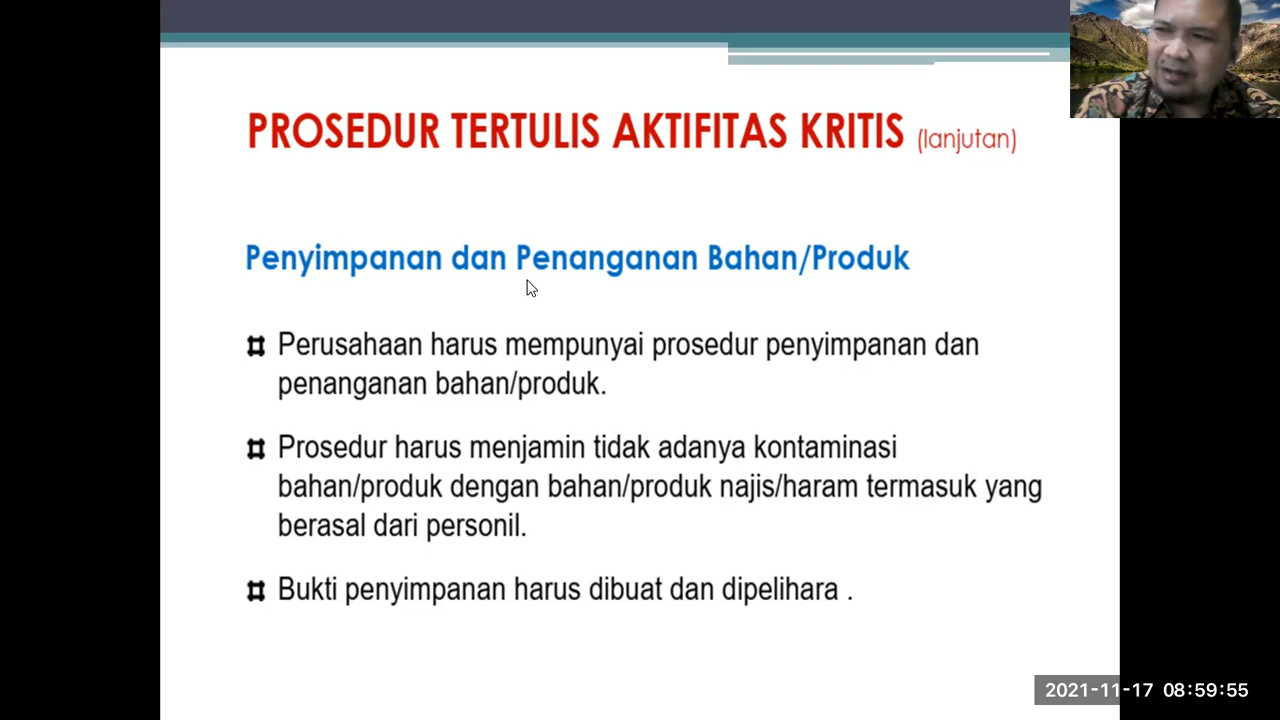 PROSEDUR TERTULIS AKTIFITAS KRITIS (lanjutan)
Penyimpanan dan Penanganan Bahan/Produk
Perusahaan harus mempunyai prosedur penyimpanan dan
penanganan bahan/produk.
Prosedur harus menjamin tidak adanya kontaminasi
bahan/produk dengan bahan/produk najis/haram termasuk yang
berasal dari personil.
Bukti penyimpanan harus dibuat dan dipelihara .
2021-11-17 08:59:55